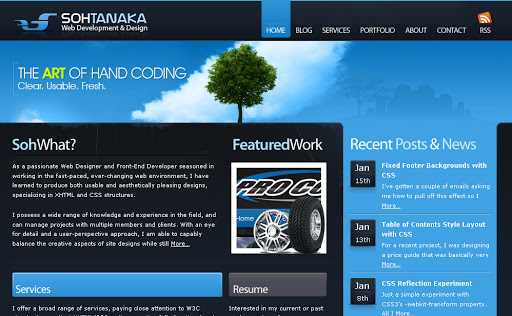 SOHTANAKA
Web Development & Design
HOME BLOG SERVICES PORTFOLIO ABOUT CONTACT RSS
THE ART OF HAND CODING
Clear. Usable. Fresh.
SohWhat?
As a passionate Web Designer and Front-End Developer seasoned in
working in the fast-paced, ever-changing web environment, I have
learned to produce both usable and aesthetically pleasing designs,
specializing in XHTML and CSS structures.
I possess a wide range of knowledge and experience in the field, and
can manage projects with multiple members and clients. With an eye
for detail and a user-perspective approach, I am able to capably
balance the creative aspects of site designs while still More...
FeaturedWork
PRO CO
Home
Recent Posts & News
Jan
15th
Fixed Footer Backgrounds with
CSS
I've gotten a couple of emails asking
me how to pull off this effect so I
More...
Jan
13th
Table of Contents Style Layout
with CSS
For a recent project, I was designing
a price guide that was basically very
More...
Jan
8th
CSS Reflection Experiment
Just a simple experiment with
CSS3's -webkit-transform property.
All I More...
Services
I offer a broad range of services, paying close attention to W3C
Resume
Interested in my current or past